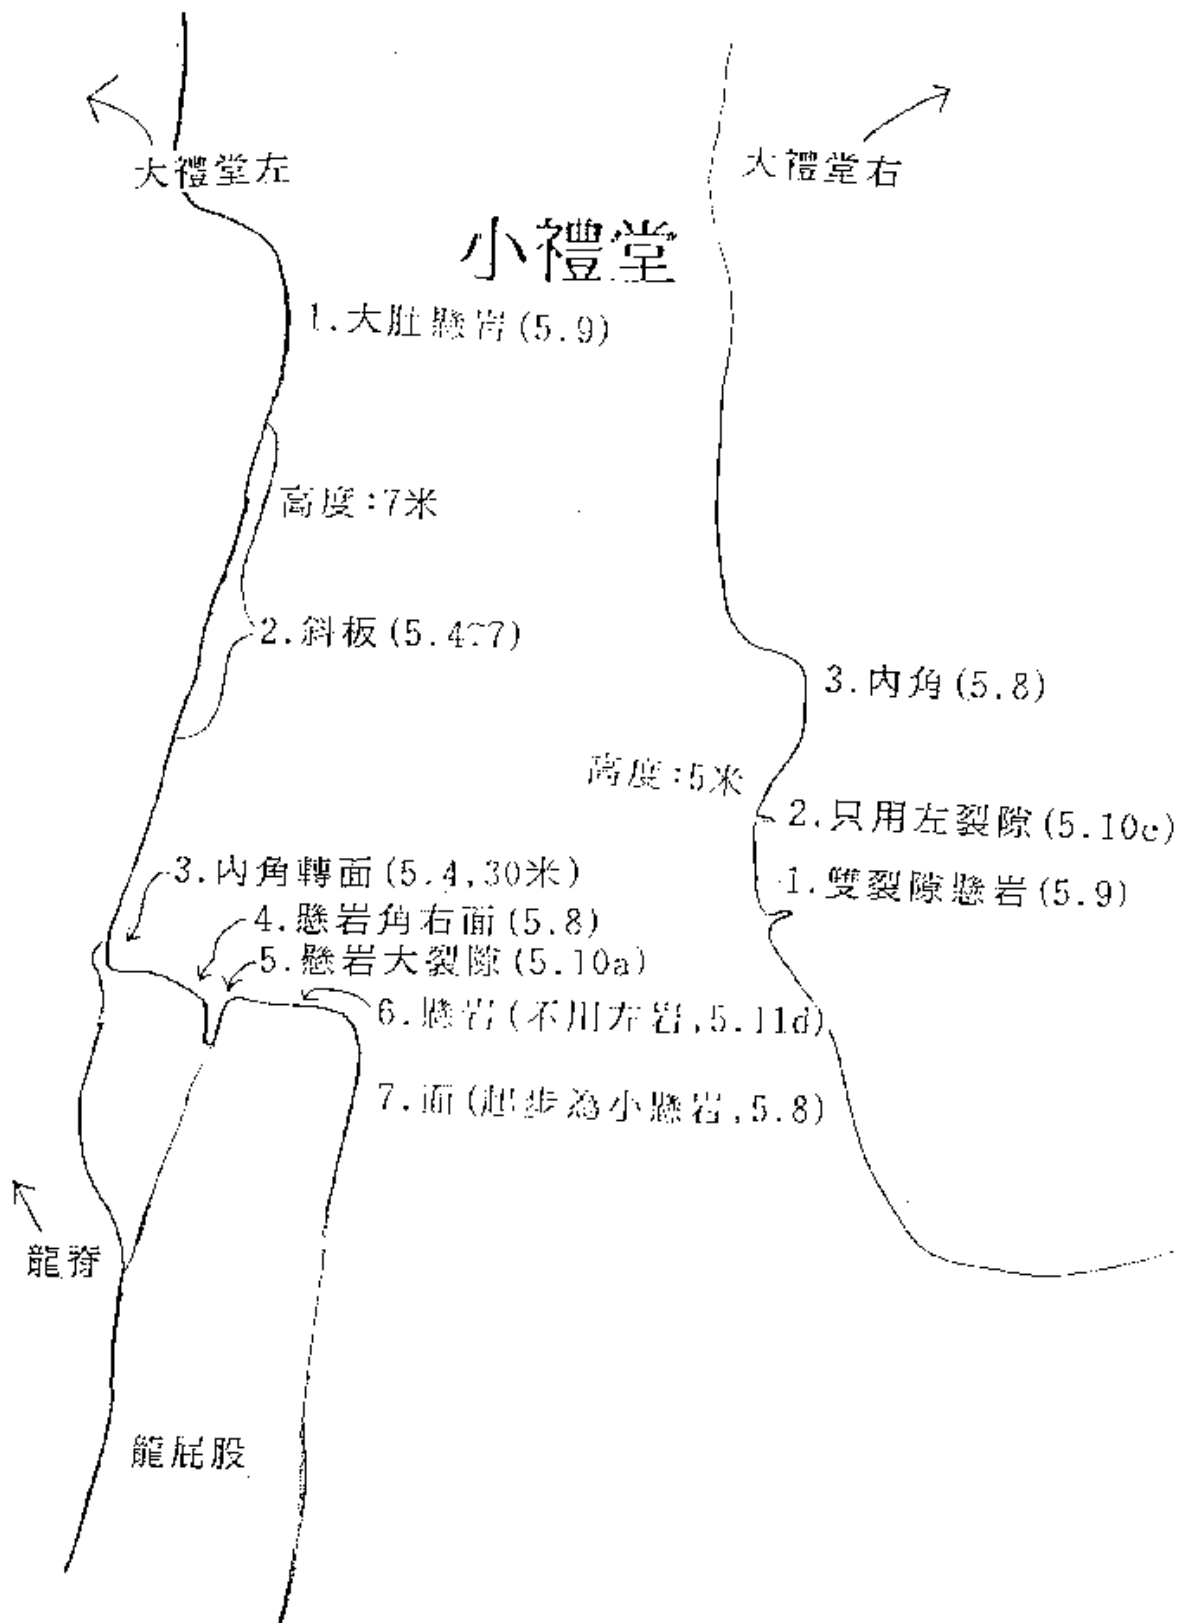 大禮堂左
大禮堂右
小禮堂
1.大肚懸岩(5.9)
高度:7米
2.斜板(5.4~7)
3.內角轉面(5.4,30米)
4.懸岩角右面(5.8)
5.懸岩大裂隙(5.10a)
6.懸岩(不用左岩,5.11d)
7.面(起步為小懸岩,5.8)
龍脊
龍屁股
3.內角(5.8)
高度:5米
2.只用左裂隙(5.10c)
1.雙裂隙懸岩(5.9)